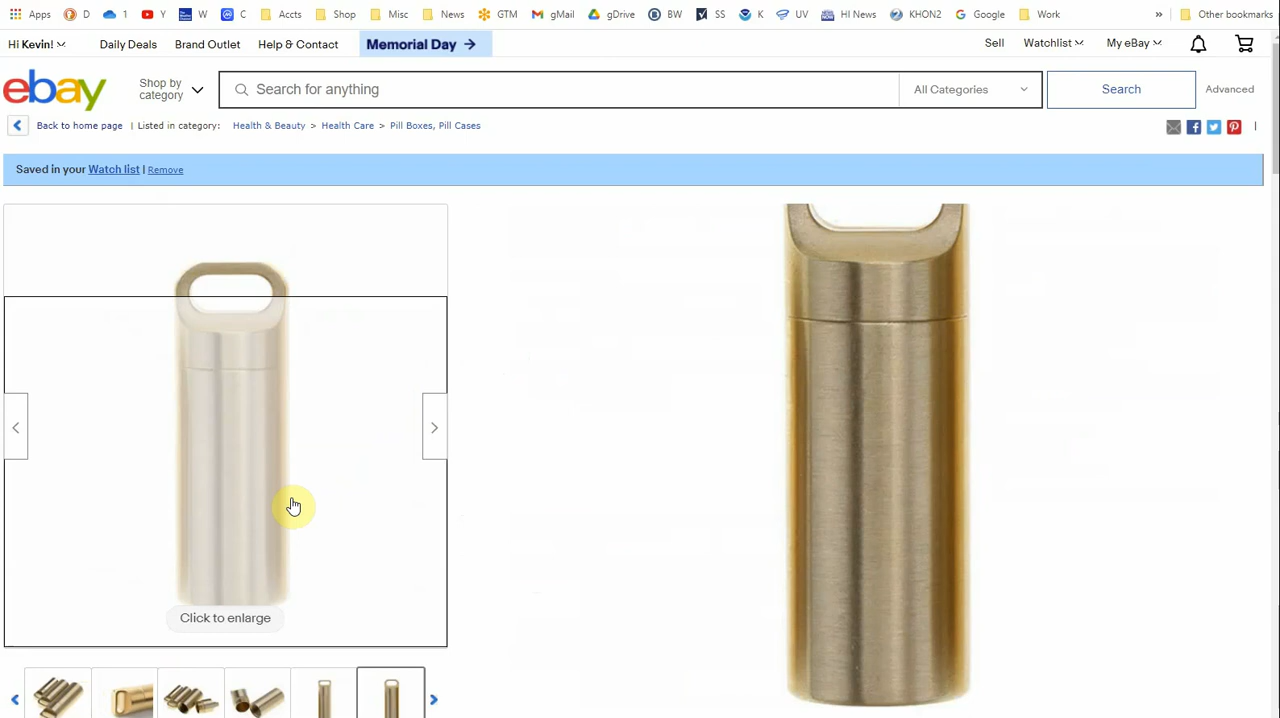 Apps D 1 Y W C Accts Shop Misc News GTM gMail gDrive BW SS K UV HI News KHON2 Google Work » Other bookmarks
Hi Kevin! Daily Deals Brand Outlet Help & Contact Memorial Day → Sell Watchlist My eBay
ebay Shop by category Search for anything All Categories Search Advanced
Back to home page | Listed in category: Health & Beauty > Health Care > Pill Boxes, Pill Cases |
Saved in your Watch list | Remove
Click to enlarge